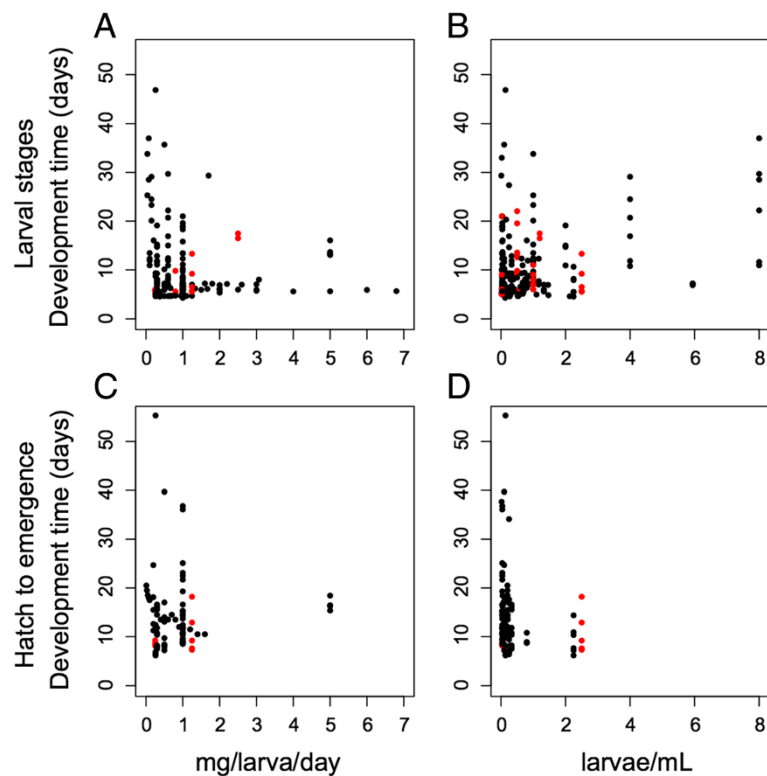 A
B
Larval stages
Development time (days)
0 10 20 30 40 50
0 10 20 30 40 50
0 1 2 3 4 5 6 7
0 2 4 6 8
C
D
Hatch to emergence
Development time (days)
0 10 20 30 40 50
0 10 20 30 40 50
0 1 2 3 4 5 6 7
0 2 4 6 8
mg/larva/day
larvae/mL